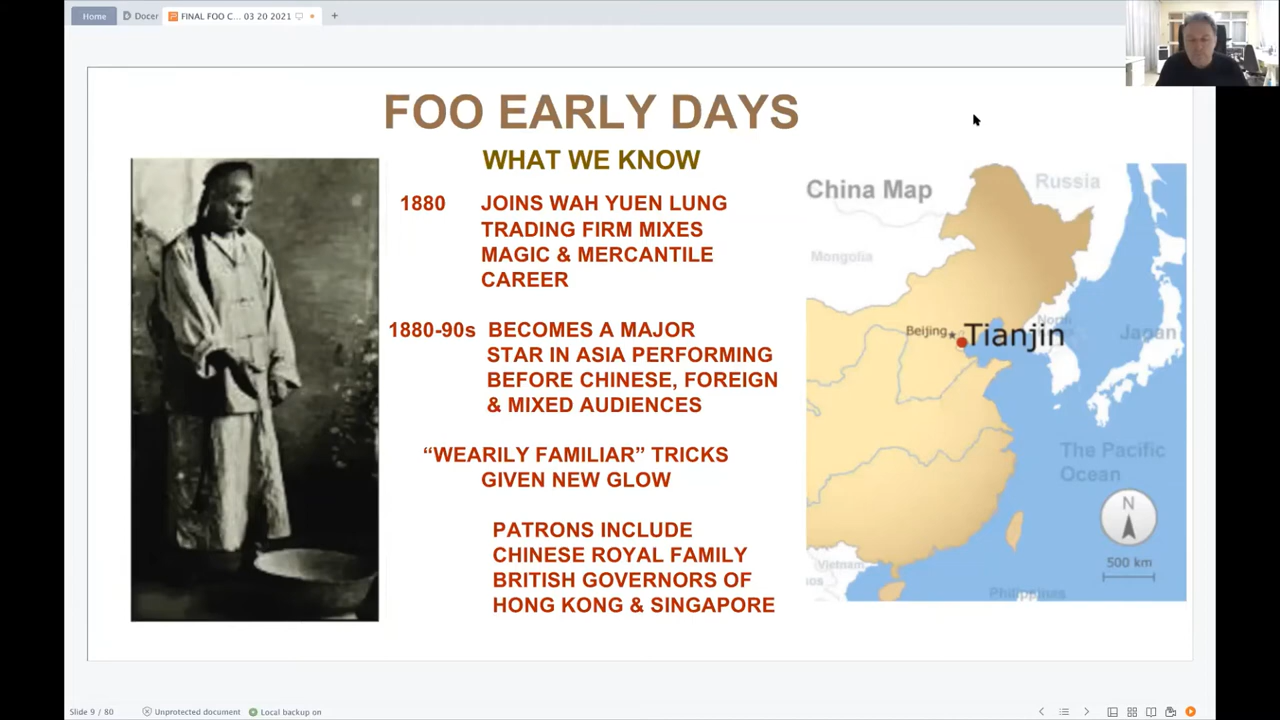 Home
Docer
FINAL FOO C... 03 20 2021
FOO EARLY DAYS
WHAT WE KNOW
1880 JOINS WAH YUEN LUNG
TRADING FIRM MIXES
MAGIC & MERCANTILE
CAREER
1880-90s BECOMES A MAJOR
STAR IN ASIA PERFORMING
BEFORE CHINESE, FOREIGN
& MIXED AUDIENCES
“WEARILY FAMILIAR” TRICKS
GIVEN NEW GLOW
PATRONS INCLUDE
CHINESE ROYAL FAMILY
BRITISH GOVERNORS OF
HONG KONG & SINGAPORE
China Map
Russia
Mongolia
Beijing
Tianjin
North
Japan
The Pacific
Ocean
N
500 km
Vietnam
Philippines
Slide 9 / 80
Unprotected document
Local backup on